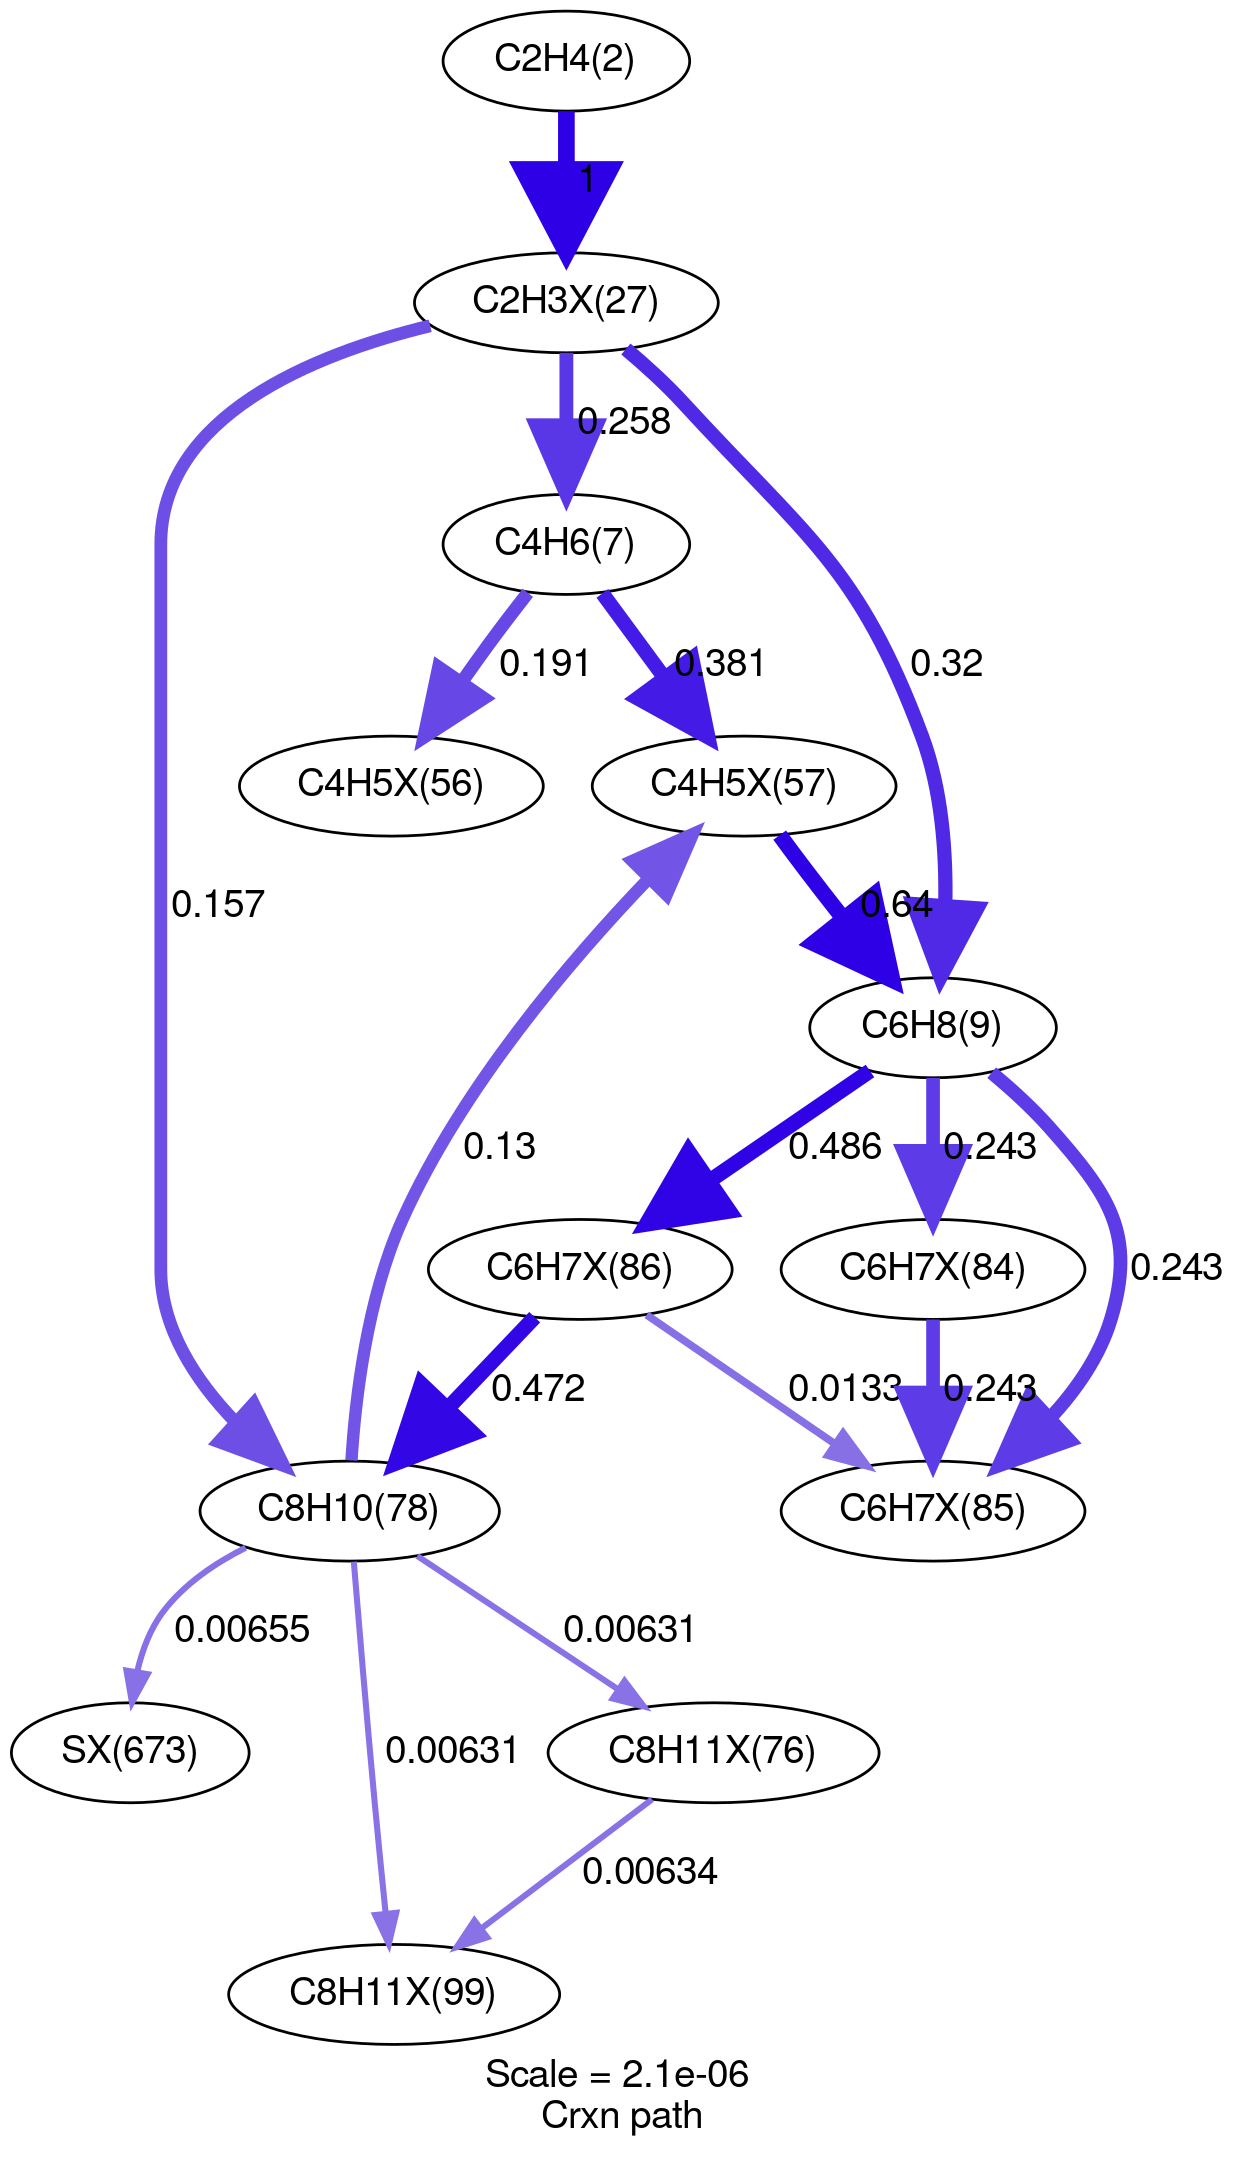 C2H4(2)
1
C2H3X(27)
0.258
C4H6(7)
0.191
0.381
0.32
C4H5X(56)
C4H5X(57)
0.157
0.64
C6H8(9)
0.13
0.486
0.243
C6H7X(86)
C6H7X(84)
0.243
0.472
0.0133
0.243
C8H10(78)
C6H7X(85)
0.00655
0.00631
SX(673)
0.00631
C8H11X(76)
0.00634
C8H11X(99)
Scale = 2.1e-06
Crxn path